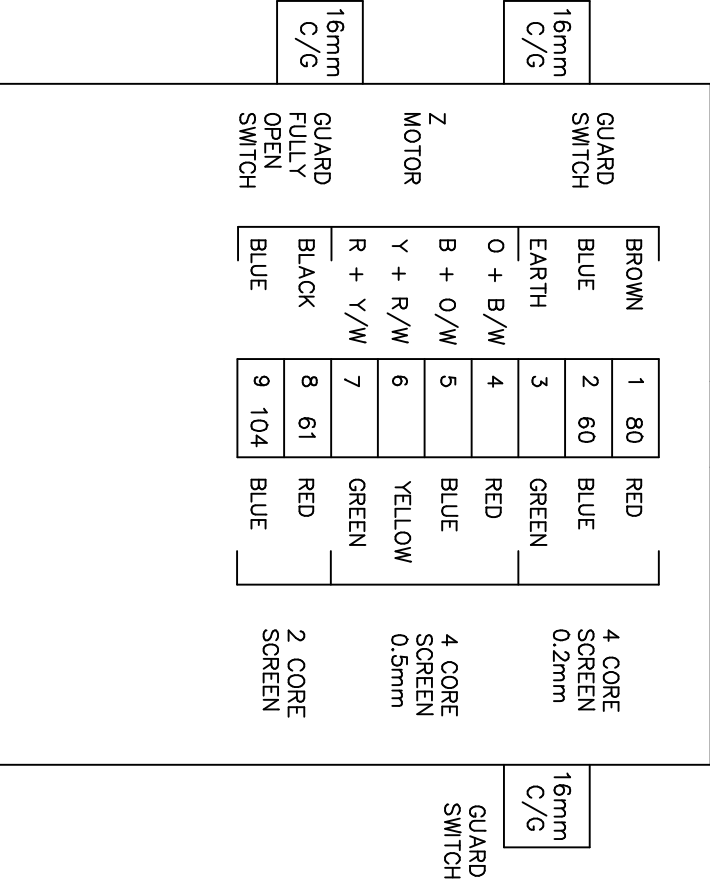 16mm
C/G
16mm
C/G
GUARD
SWITCH
Z
MOTOR
GUARD
FULLY
OPEN
SWITCH
BROWN 1 80 RED
BLUE 2 60 BLUE
EARTH 3 GREEN
O + B/W 4 RED
B + O/W 5 BLUE
Y + R/W 6 YELLOW
R + Y/W 7 GREEN
BLACK 8 61 RED
BLUE 9 104 BLUE
4 CORE
SCREEN
0.2mm
4 CORE
SCREEN
0.5mm
2 CORE
SCREEN
16mm
C/G
GUARD
SWITCH